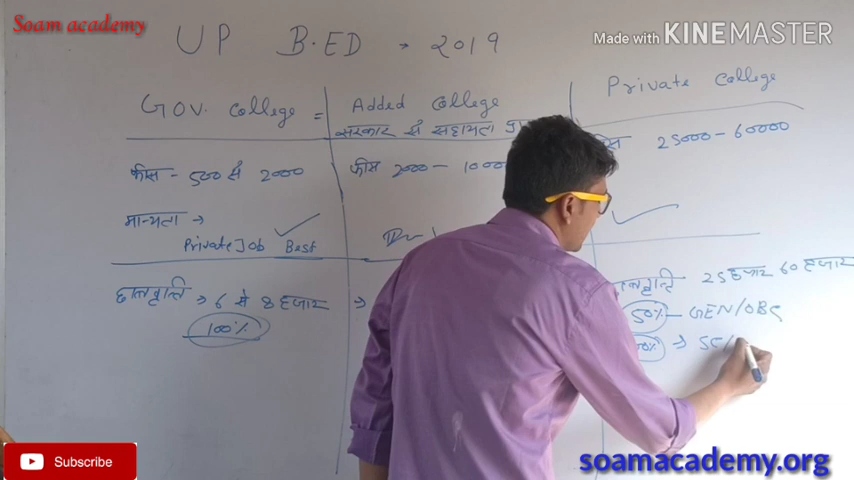 Soam academy
Made with KINEMASTER
UP B.ED → 2019
Gov. College = Added College Private College
सरकार से सहायता
फीस - 500 से 2000 फीस 2000 - 10000 25000 - 60000
मान्यता →
Private Job Best
छात्रवृत्ति → 6 से 8 हजार → 25 हजार 60 हजार
100% 50% - GEN/OBC
→ SC/
Subscribe
soamacademy.org